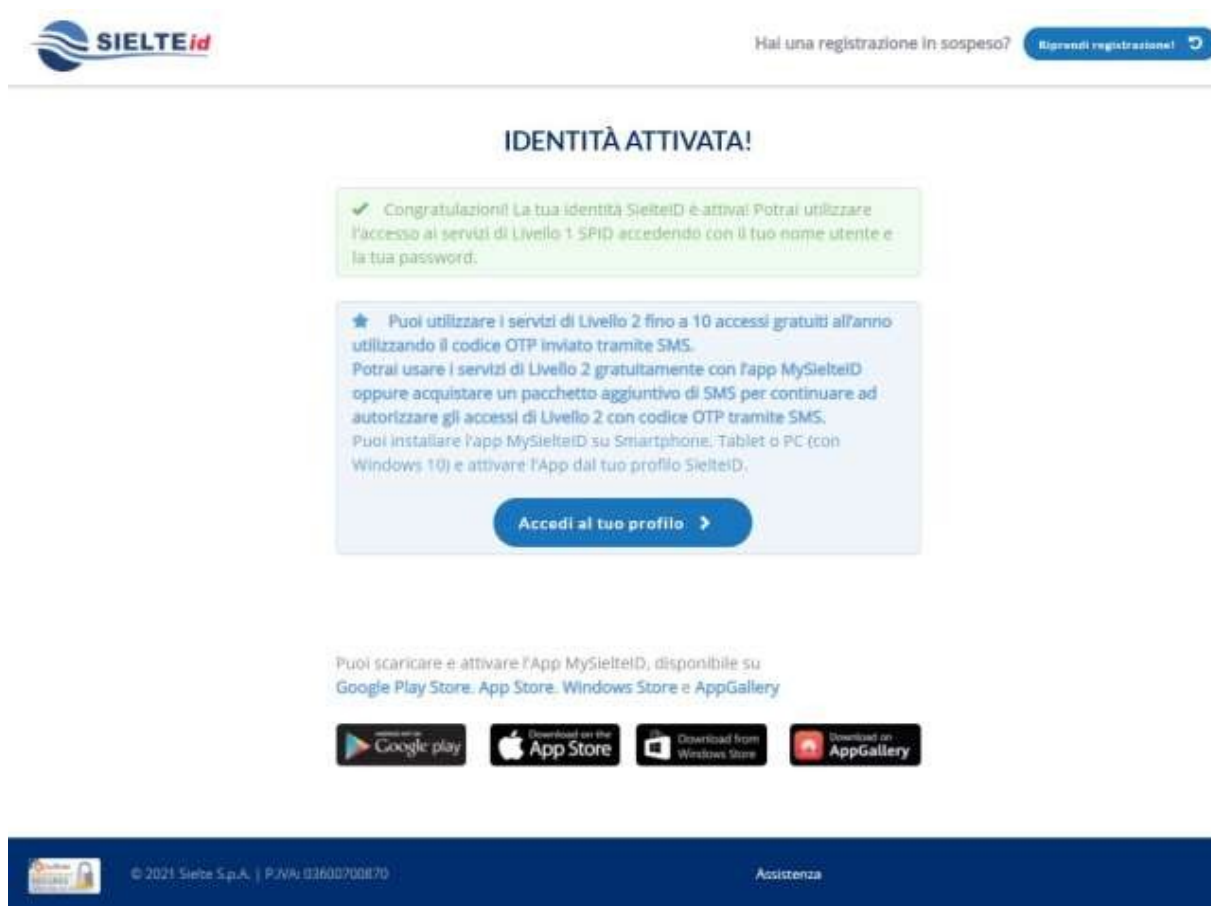 SIELTEid
Hai una registrazione in sospeso?
Riprendi registrazione!
IDENTITÀ ATTIVATA!
Congratulazioni! La tua identità SielteID è attiva! Potrai utilizzare
l'accesso ai servizi di Livello 1 SPID accedendo con il tuo nome utente e
la tua password.
Puoi utilizzare i servizi di Livello 2 fino a 10 accessi gratuiti all'anno
utilizzando il codice OTP inviato tramite SMS.
Potrai usare i servizi di Livello 2 gratuitamente con l'app MySielteID
oppure acquistare un pacchetto aggiuntivo di SMS per continuare ad
autorizzare gli accessi di Livello 2 con codice OTP tramite SMS.
Puoi installare l'app MySielteID su Smartphone, Tablet o PC (con
Windows 10) e attivare l'App dal tuo profilo SielteID.
Accedi al tuo profilo
Puoi scaricare e attivare l'App MySielteID, disponibile su
Google Play Store, App Store, Windows Store e AppGallery
Google play
Download on the
App Store
Download from
Windows Store
Download on
AppGallery
© 2021 Sielte S.p.A. | P.IVA: 03600700870
Assistenza